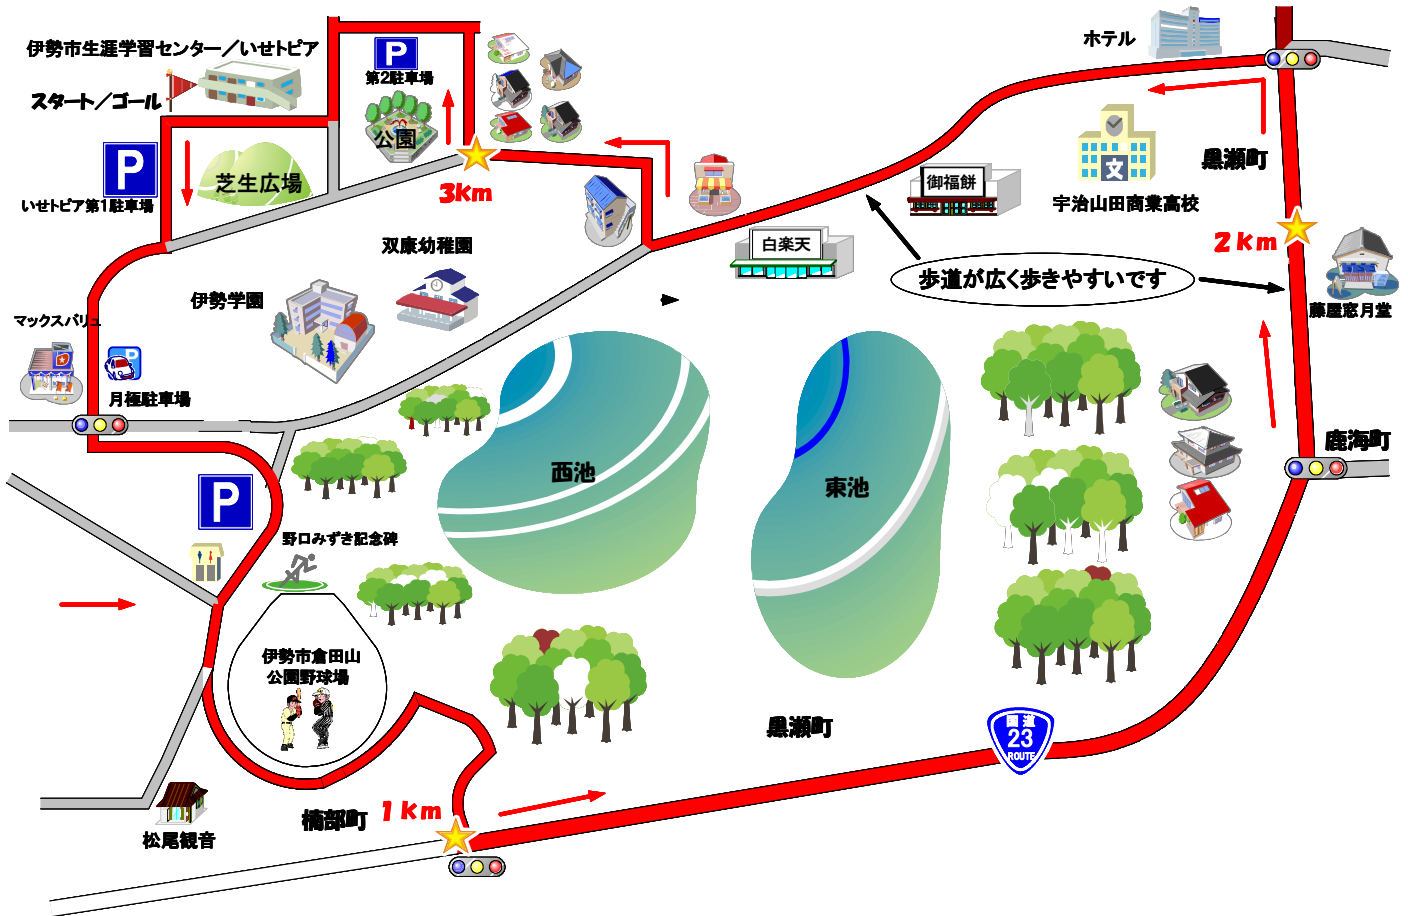 伊勢市生涯学習センター／いせトピア
スタート／ゴール
P
第2駐車場
公園
P
いせトピア第1駐車場
芝生広場
3km
ホテル
黒瀬町
文
宇治山田商業高校
御福餅
白楽天
2km
歩道が広く歩きやすいです
藤屋窓月堂
双康幼稚園
伊勢学園
マックスバリュ
P
月極駐車場
鹿海町
西池
東池
P
野口みずき記念碑
伊勢市倉田山
公園野球場
黒瀬町
国道
23
ROUTE
楠部町
1km
松尾観音